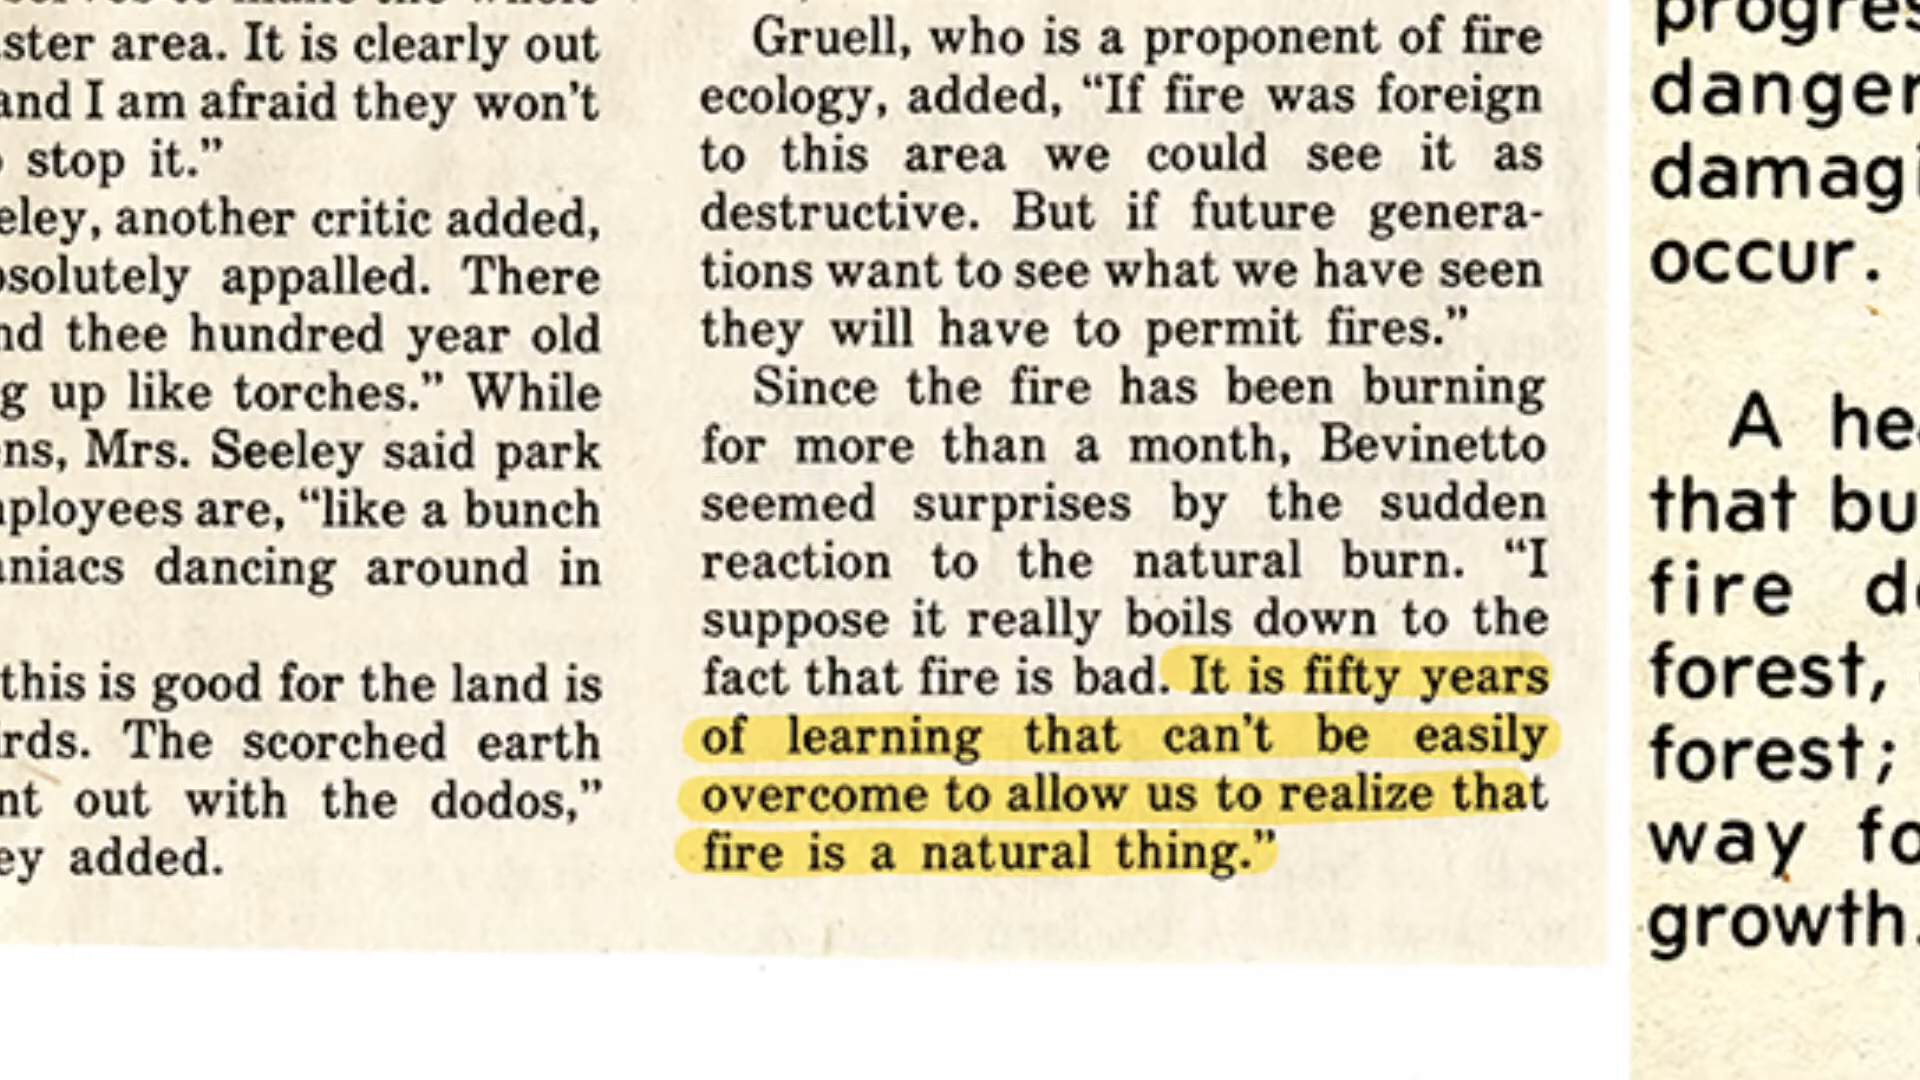 ster area. It is clearly out
and I am afraid they won't
stop it."
eley, another critic added,
solutely appalled. There
nd thee hundred year old
g up like torches." While
ns, Mrs. Seeley said park
ployees are, "like a bunch
niacs dancing around in
this is good for the land is
rds. The scorched earth
nt out with the dodos,"
ey added.
Gruell, who is a proponent of fire
ecology, added, "If fire was foreign
to this area we could see it as
destructive. But if future genera-
tions want to see what we have seen
they will have to permit fires."
Since the fire has been burning
for more than a month, Bevinetto
seemed surprises by the sudden
reaction to the natural burn. "I
suppose it really boils down to the
fact that fire is bad. It is fifty years
of learning that can't be easily
overcome to allow us to realize that
fire is a natural thing."
progres
danger
damagi
occur.
A hea
that bu
fire de
forest,
forest;
way fo
growth.